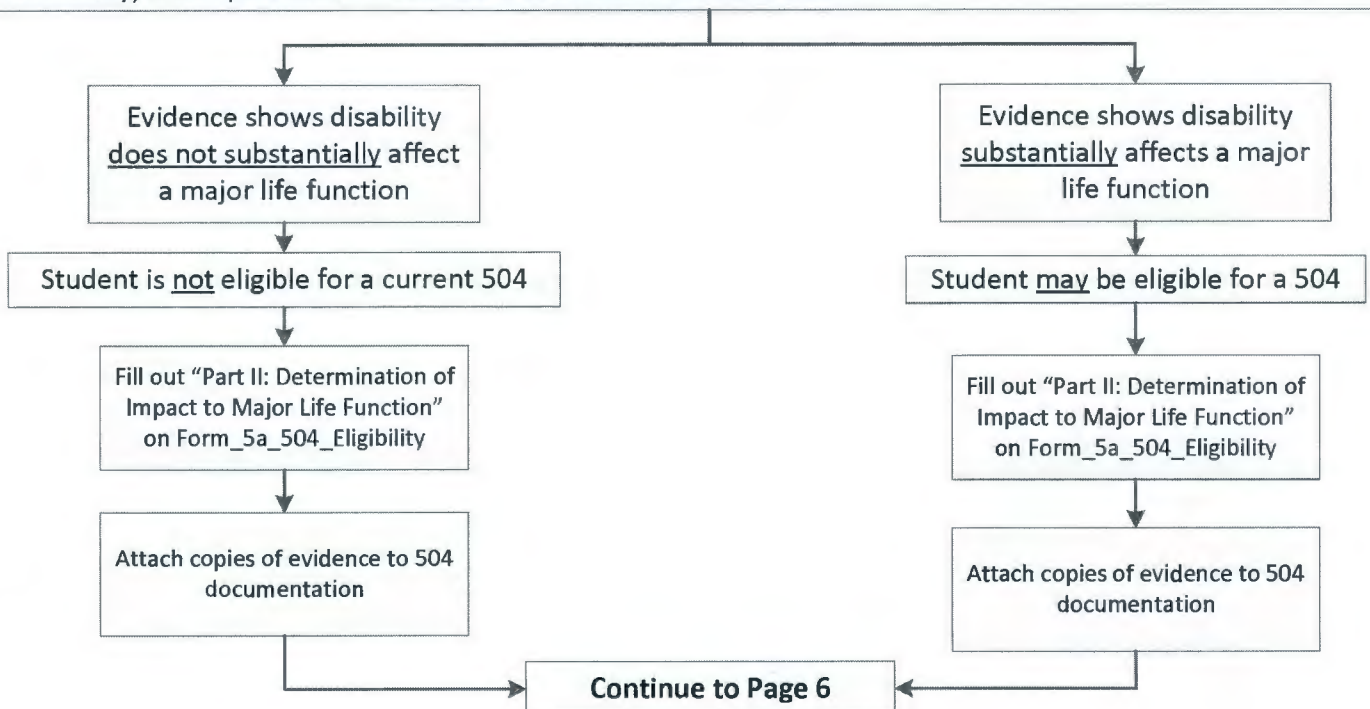 Evidence shows disability
does not substantially affect
a major life function
Student is not eligible for a current 504
Fill out “Part II: Determination of
Impact to Major Life Function”
on Form_5a_504_Eligibility
Attach copies of evidence to 504
documentation
Evidence shows disability
substantially affects a major
life function
Student may be eligible for a 504
Fill out “Part II: Determination of
Impact to Major Life Function”
on Form_5a_504_Eligibility
Attach copies of evidence to 504
documentation
Continue to Page 6